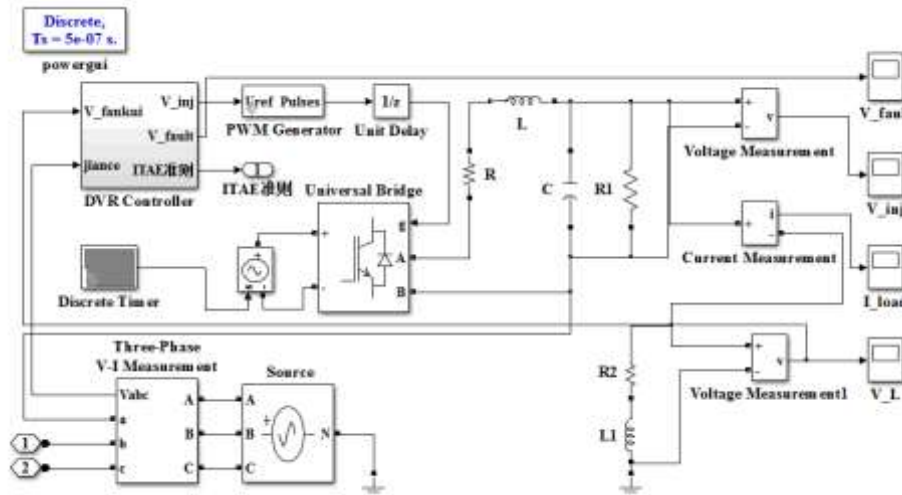 Discrete,
Ts = 5e-07 s.
powergui
V_fankui
jiance
V_inj
V_fault
ITAE准则
DVR Controller
Uref Pulses
PWM Generator
1/z
Unit Delay
ITAE准则
Universal Bridge
g
A
B
+
-
Discrete Timer
+
R
L
C
R1
+
-
v
Voltage Measurement
+
i
-
Current Measurement
R2
L1
+
-
v
Voltage Measurement1
V_faul
V_inj
I_load
V_L
Three-Phase
V-I Measurement
Vabc
a
b
c
A
B
C
1
2
Source
A
B
C
+
N